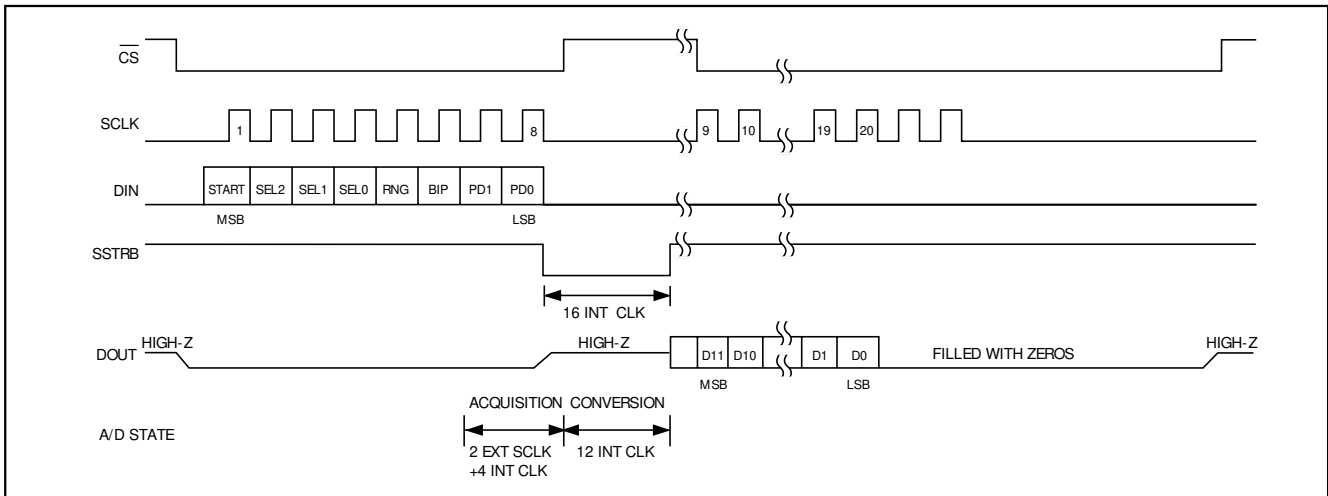 CS
SCLK
1 8 9 10 19 20
DIN
START SEL2 SEL1 SEL0 RNG BIP PD1 PD0
MSB LSB
SSTRB
16 INT CLK
DOUT
HIGH-Z HIGH-Z D11 D10 D1 D0 FILLED WITH ZEROS HIGH-Z
MSB LSB
ACQUISITION CONVERSION
A/D STATE
2 EXT SCLK 12 INT CLK
+4 INT CLK